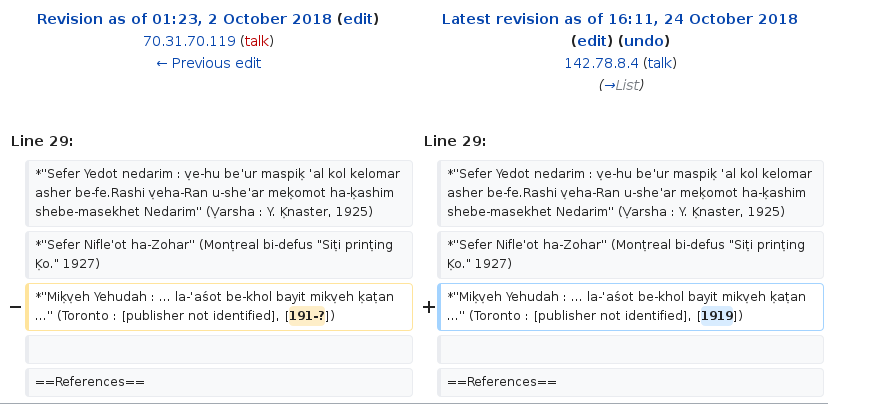 Revision as of 01:23, 2 October 2018 (edit)
70.31.70.119 (talk)
← Previous edit
Latest revision as of 16:11, 24 October 2018
(edit) (undo)
142.78.8.4 (talk)
(→List)
Line 29:
*"Sefer Yedot nedarim : ṿe-hu be'ur maspiḳ 'al kol kelomar
asher be-fe.Rashi ṿeha-Ran u-she'ar meḳomot ha-ḳashim
shebe-masekhet Nedarim" (Ṿarsha : Y. Ḳnaster, 1925)
*"Sefer Nifle'ot ha-Zohar" (Monṭreal bi-defus "Siṭi prinṭing
Ḳo." 1927)
− *"Miḳṿeh Yehudah : ... la-'aśot be-khol bayit mikṿeh ḳaṭan
..." (Toronto : [publisher not identified], [191-?])
==References==
Line 29:
*"Sefer Yedot nedarim : ṿe-hu be'ur maspiḳ 'al kol kelomar
asher be-fe.Rashi ṿeha-Ran u-she'ar meḳomot ha-ḳashim
shebe-masekhet Nedarim" (Ṿarsha : Y. Ḳnaster, 1925)
*"Sefer Nifle'ot ha-Zohar" (Monṭreal bi-defus "Siṭi prinṭing
Ḳo." 1927)
+ *"Miḳṿeh Yehudah : ... la-'aśot be-khol bayit mikṿeh ḳaṭan
..." (Toronto : [publisher not identified], [1919])
==References==